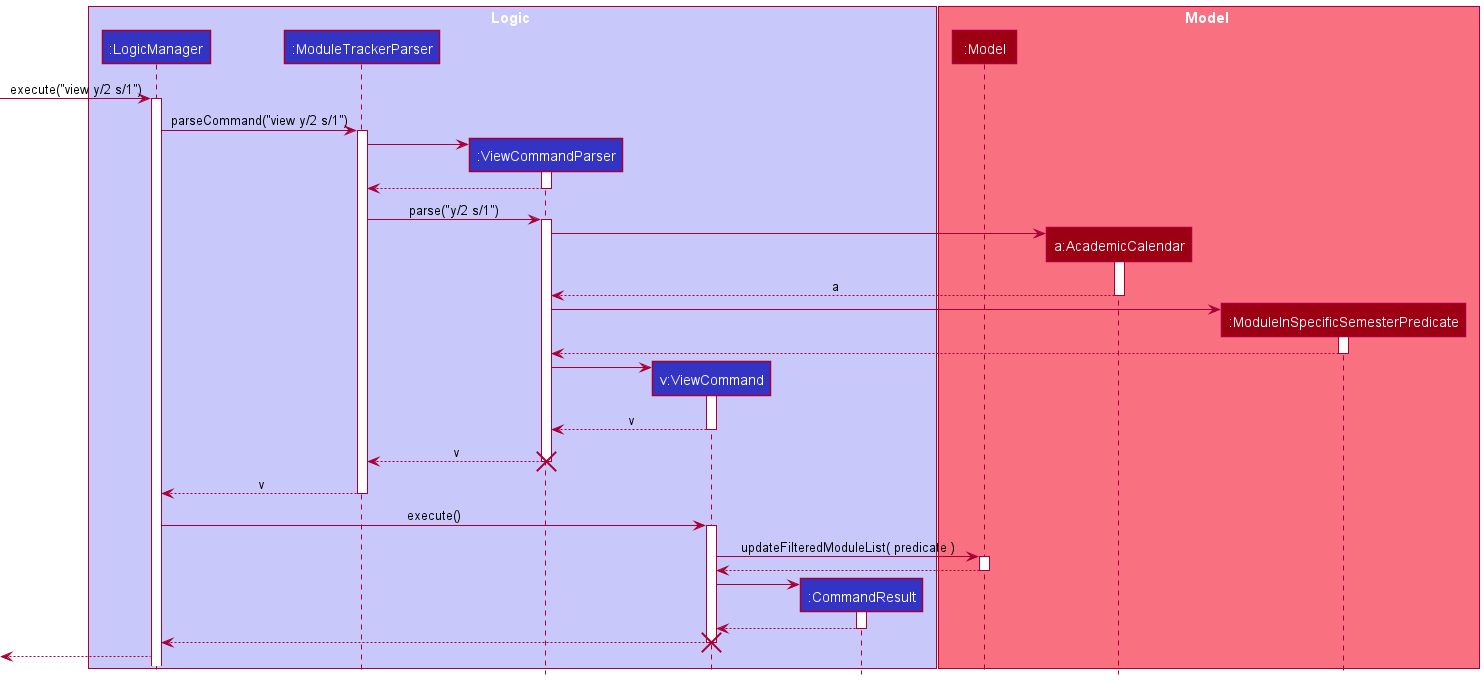 Logic
Model
:LogicManager
:ModuleTrackerParser
:Model
execute("view y/2 s/1")
parseCommand("view y/2 s/1")
:ViewCommandParser
parse("y/2 s/1")
a:AcademicCalendar
a
:ModuleInSpecificSemesterPredicate
v:ViewCommand
v
v
v
execute()
updateFilteredModuleList( predicate )
:CommandResult